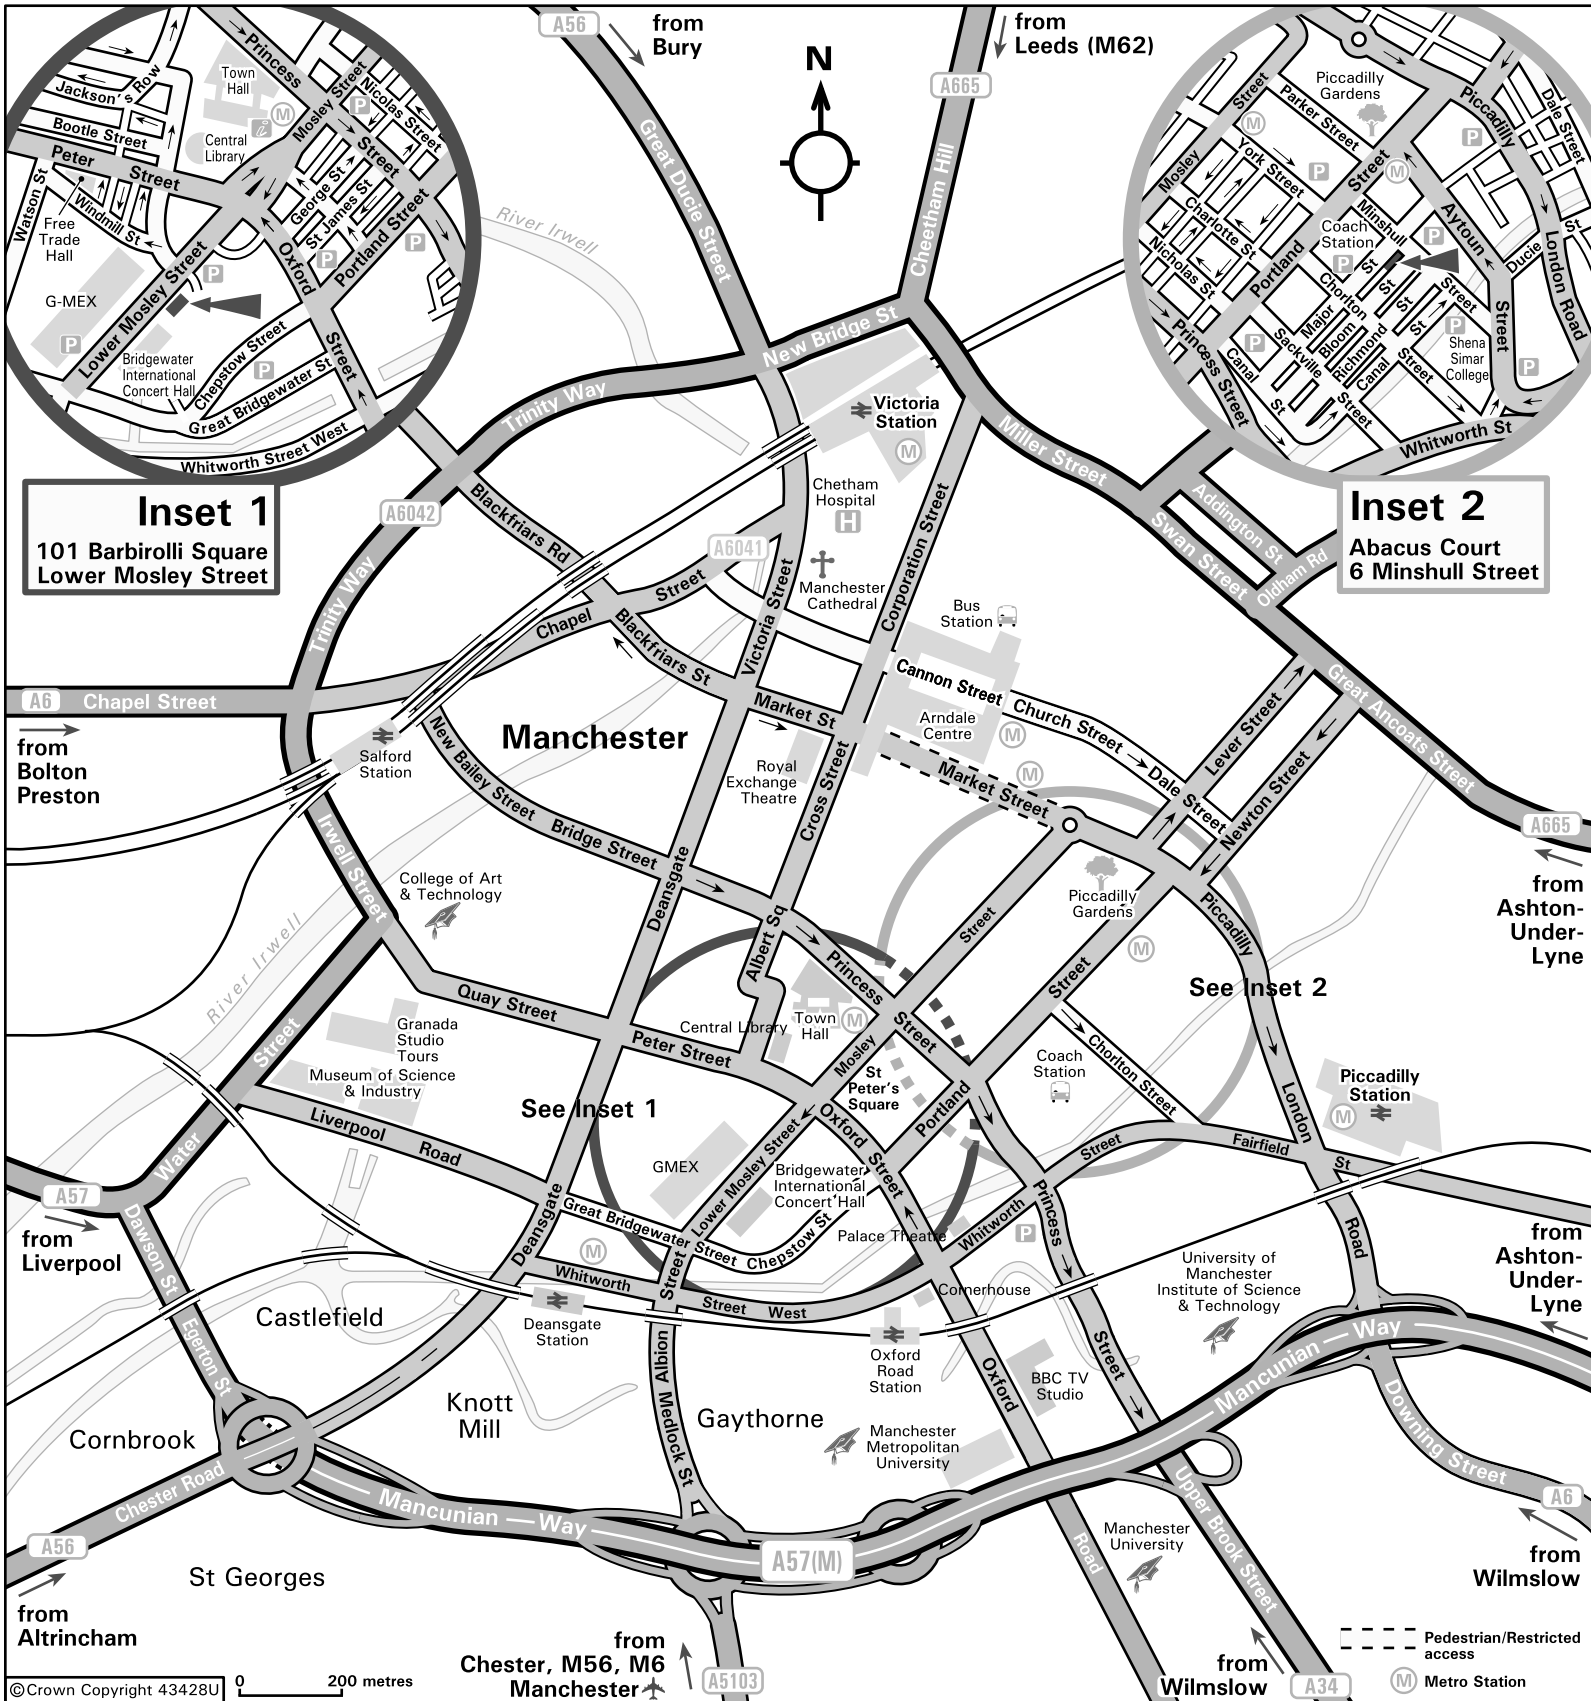 A56
from
Bury
from
Leeds (M62)
A665
N
Great Ducie Street
Cheetham Hill
River Irwell
New Bridge St
Trinity Way
Victoria
Station
M
Miller Street
Chetham
Hospital
H
A6042
Blackfriars Rd
A6041
Corporation Street
Swan Street
Addington St
Oldham Rd
Trinity Way
Chapel
Street
Victoria Street
Manchester
Cathedral
Bus
Station
Blackfriars St
A6
Chapel Street
from
Bolton
Preston
Salford
Station
Manchester
Market St
Cannon Street
Church Street
Arndale
Centre
M
M
Royal
Exchange
Theatre
Cross Street
Market Street
Dale Street
Lever Street
Newton Street
Great Ancoats Street
A665
from
Ashton-
Under-
Lyne
New Bailey Street
Bridge Street
Irwell Street
College of Art
& Technology
Deansgate
River Irwell
Albert Sq
Princess
Street
Piccadilly
Gardens
M
Piccadilly
See Inset 2
Street
Street
Quay Street
Granada
Studio
Tours
Museum of Science
& Industry
Peter Street
Central Library
Town
Hall
M
Mosley
Street
St
Peter's
Square
Portland
Coach
Station
Chorlton Street
London
Piccadilly
Station
M
See Inset 1
Water
Street
Liverpool
Road
GMEX
Lower Mosley Street
Oxford
Street
Bridgewater
International
Concert Hall
Street
Fairfield
St
A57
from
Liverpool
Dawson St
Deansgate
Great Bridgewater
Street
Chepstow St
Palace Theatre
Whitworth
Princess
P
Road
from
Ashton-
Under-
Lyne
M
Whitworth
Street
West
Street
Cornerhouse
University of
Manchester
Institute of Science
& Technology
Castlefield
Deansgate
Station
Egerton St
Albion
Oxford
Road
Station
Oxford
BBC TV
Studio
Street
Mancunian
Way
Knott
Mill
Gaythorne
Medlock St
Manchester
Metropolitan
University
Cornbrook
Chester Road
Downing Street
Mancunian
Way
A57(M)
Upper Brook Street
A6
from
Wilmslow
A56
from
Altrincham
St Georges
Manchester
University
Road
from
Chester, M56, M6
Manchester
A5103
from
Wilmslow
A34
Pedestrian/Restricted
access
M
Metro Station
©Crown Copyright 43428U
0
200 metres
Inset 1
101 Barbirolli Square
Lower Mosley Street
Princess
Town
Hall
M
Jackson's Row
Mosley Street
Nicolas Street
P
Bootle Street
Central
Library
i
Peter
Street
Street
George St
St James St
Portland Street
Watson St
Windmill St
Free
Trade
Hall
P
P
P
Oxford
Street
G-MEX
P
Lower Mosley Street
Bridgewater
International
Concert Hall
Chepstow Street
P
Great Bridgewater St
Whitworth Street West
Inset 2
Abacus Court
6 Minshull Street
Piccadilly
Gardens
Piccadilly
Dale Street
Street
Parker Street
M
P
Mosley
York Street
P
Street
M
Charlotte St
Coach
Station
P
Minshull
St
Aytoun
Street
P
Ducie
St
London Road
Nicholas St
Portland
Chorlton
Street
Major
St
Bloom
St
Richmond
St
Street
Princess Street
P
Canal
St
Sackville
Street
Canal
Street
P
Shena
Simar
College
P
Whitworth St